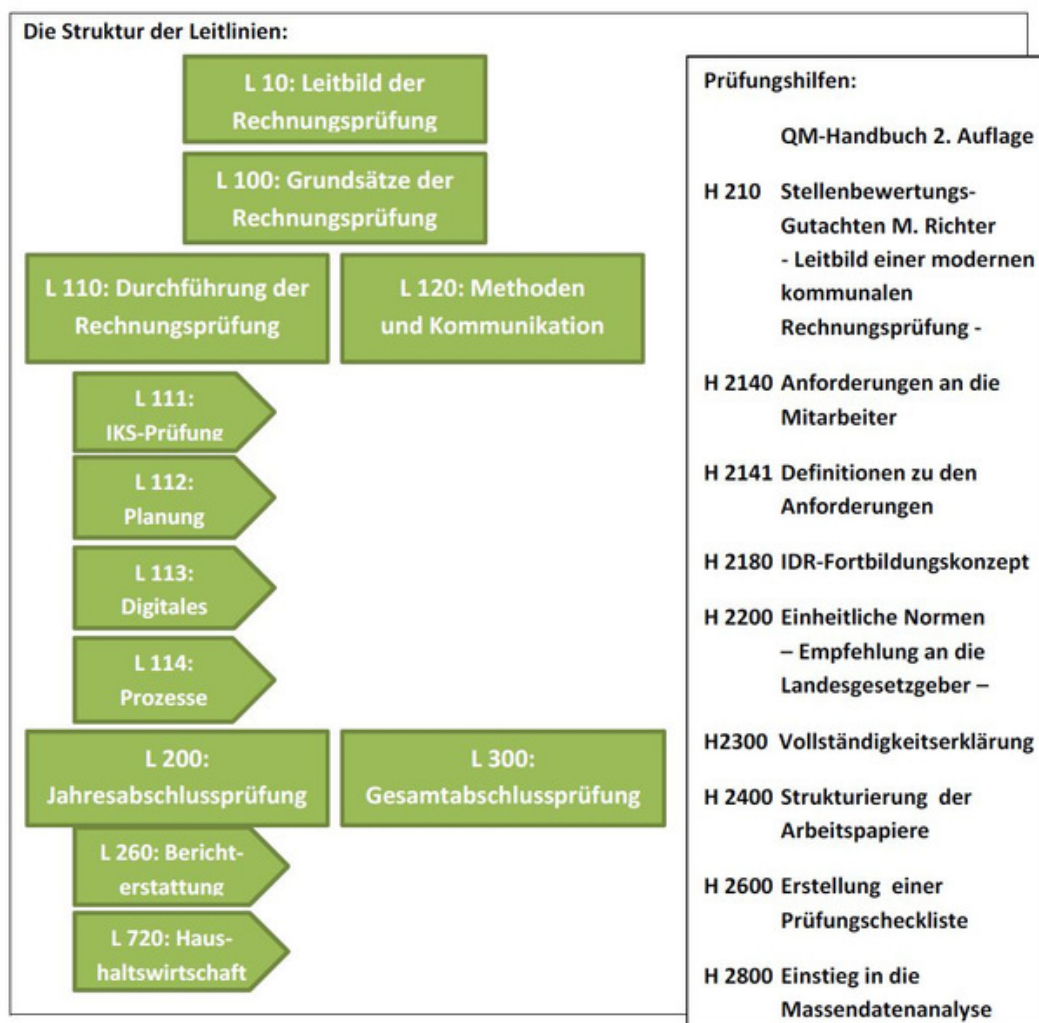 Die Struktur der Leitlinien:
L 10: Leitbild der
Rechnungsprüfung
L 100: Grundsätze der
Rechnungsprüfung
L 110: Durchführung der
Rechnungsprüfung
L 120: Methoden
und Kommunikation
L 111:
IKS-Prüfung
L 112:
Planung
L 113:
Digitales
L 114:
Prozesse
L 200:
Jahresabschlussprüfung
L 300:
Gesamtabschlussprüfung
L 260: Bericht-
erstattung
L 720: Haus-
haltswirtschaft
Prüfungshilfen:
QM-Handbuch 2. Auflage
H 210 Stellenbewertungs-
Gutachten M. Richter
- Leitbild einer modernen
kommunalen
Rechnungsprüfung -
H 2140 Anforderungen an die
Mitarbeiter
H 2141 Definitionen zu den
Anforderungen
H 2180 IDR-Fortbildungskonzept
H 2200 Einheitliche Normen
– Empfehlung an die
Landesgesetzgeber –
H2300 Vollständigkeitserklärung
H 2400 Strukturierung der
Arbeitspapiere
H 2600 Erstellung einer
Prüfungscheckliste
H 2800 Einstieg in die
Massendatenanalyse